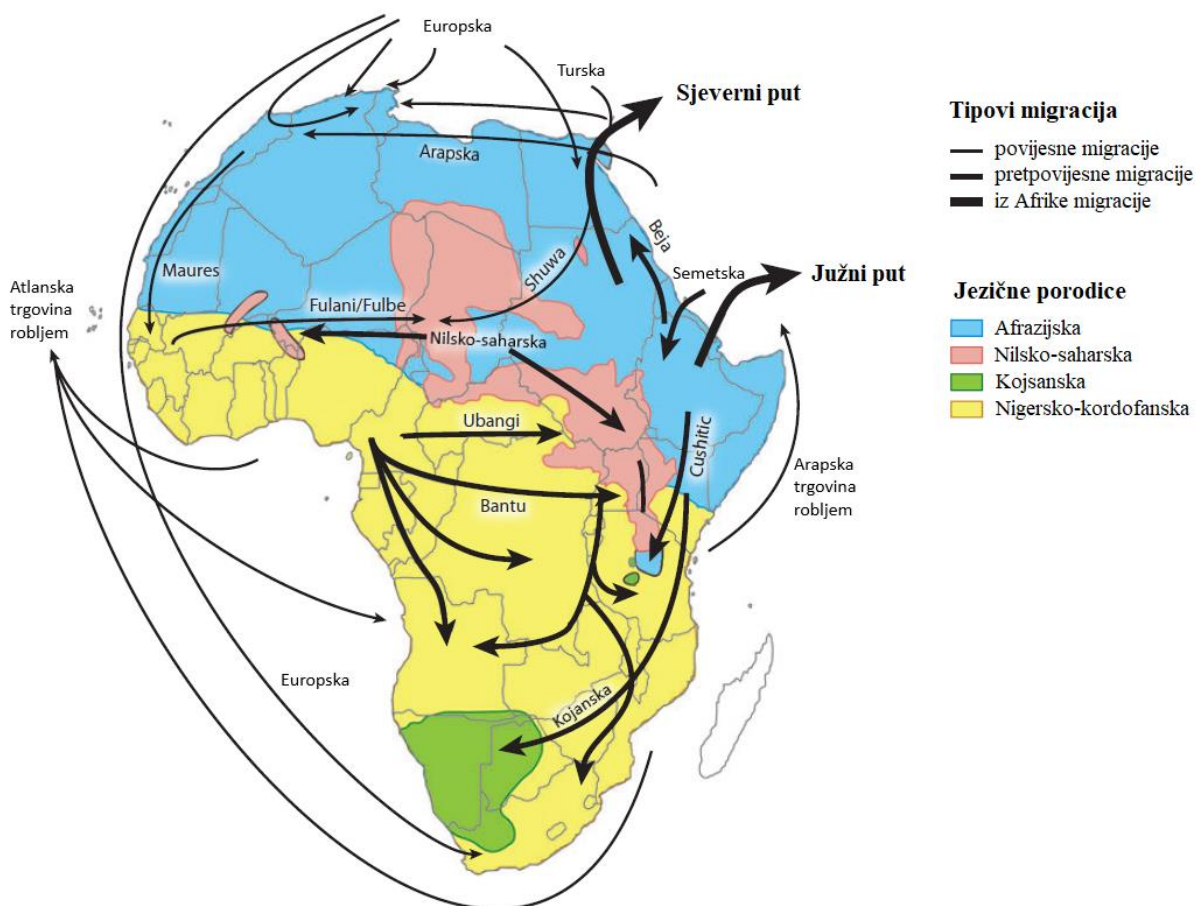 Europska
Turska
Sjeverni put
Arapska
Beja
Semetska
Južni put
Maures
Shuwa
Fulani/Fulbe
Nilsko-saharska
Atlanska
trgovina
robljem
Ubangi
Cushitic
Bantu
Arapska
trgovina
robljem
Europska
Kojanska
Tipovi migracija
povijesne migracije
pretpovijesne migracije
iz Afrike migracije
Jezične porodice
Afrazijska
Nilsko-saharska
Kojsanska
Nigersko-kordofanska